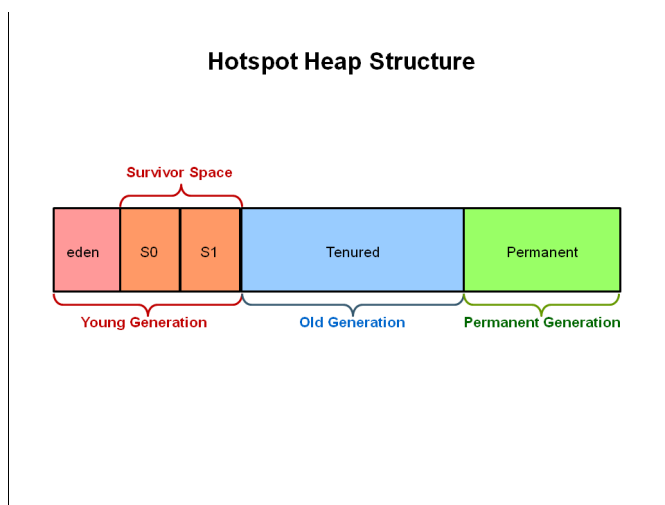 Hotspot Heap Structure
Survivor Space
eden
S0
S1
Tenured
Permanent
Young Generation
Old Generation
Permanent Generation